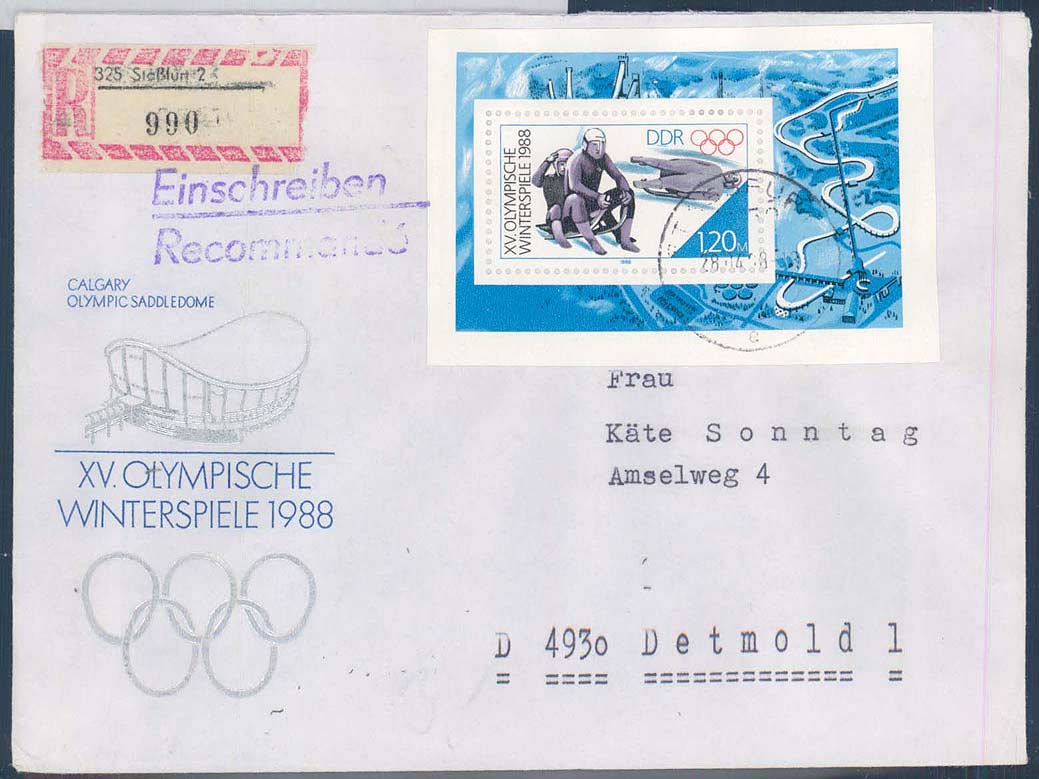 R
325 Staßfurt 2
990
Einschreiben
Recommandé
CALGARY
OLYMPIC SADDLEDOME
XV. OLYMPISCHE
WINTERSPIELE 1988
XV. OLYMPISCHE
WINTERSPIELE 1988
DDR
1,20 M
1988
e
Frau
Käte Sonntag
Amselweg 4
D 4930 Detmold 1